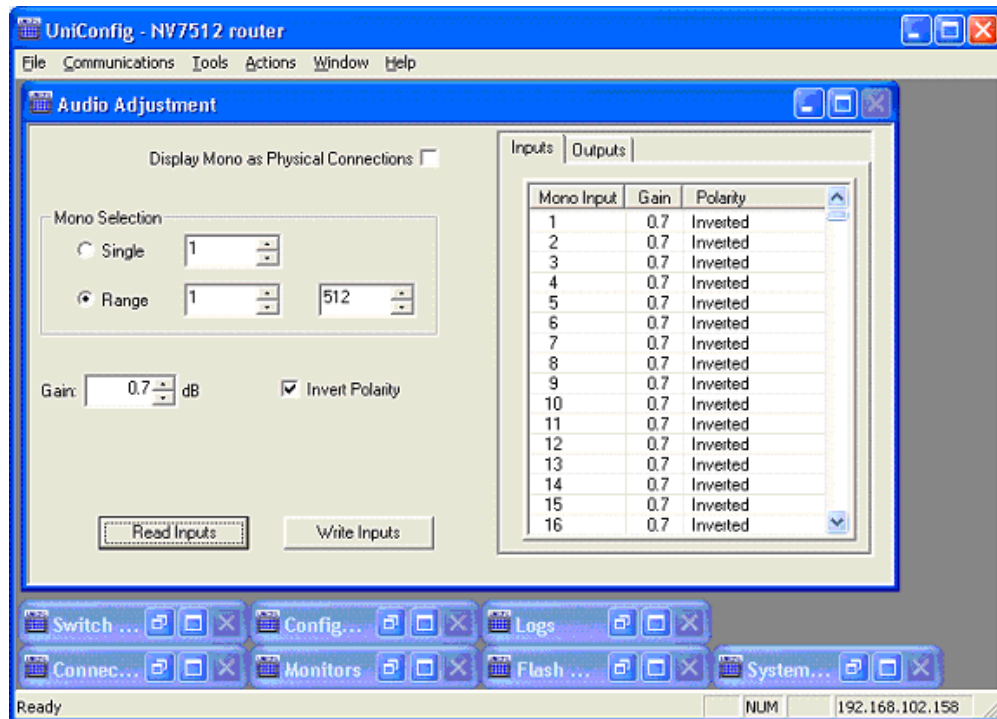 UniConfig - NV7512 router
File Communications Tools Actions Window Help
Audio Adjustment
Display Mono as Physical Connections
Mono Selection
Single 1
Range 1 512
Gain: 0.7 dB Invert Polarity
Read Inputs Write Inputs
Inputs Outputs
Mono Input Gain Polarity
1 0.7 Inverted
2 0.7 Inverted
3 0.7 Inverted
4 0.7 Inverted
5 0.7 Inverted
6 0.7 Inverted
7 0.7 Inverted
8 0.7 Inverted
9 0.7 Inverted
10 0.7 Inverted
11 0.7 Inverted
12 0.7 Inverted
13 0.7 Inverted
14 0.7 Inverted
15 0.7 Inverted
16 0.7 Inverted
Switch ... Config... Logs
Connec... Monitors Flash ... System...
Ready NUM 192.168.102.158